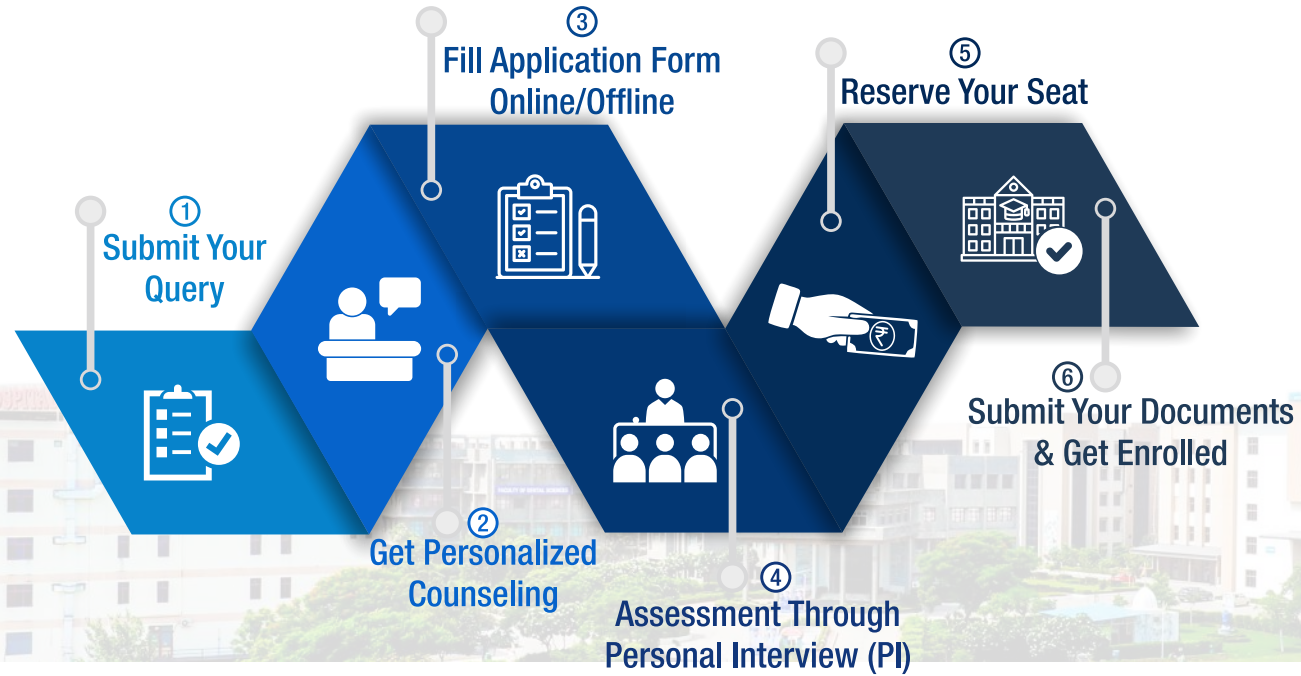 ①
Submit Your
Query
②
Get Personalized
Counseling
③
Fill Application Form
Online/Offline
④
Assessment Through
Personal Interview (PI)
⑤
Reserve Your Seat
₹
⑥
Submit Your Documents
& Get Enrolled